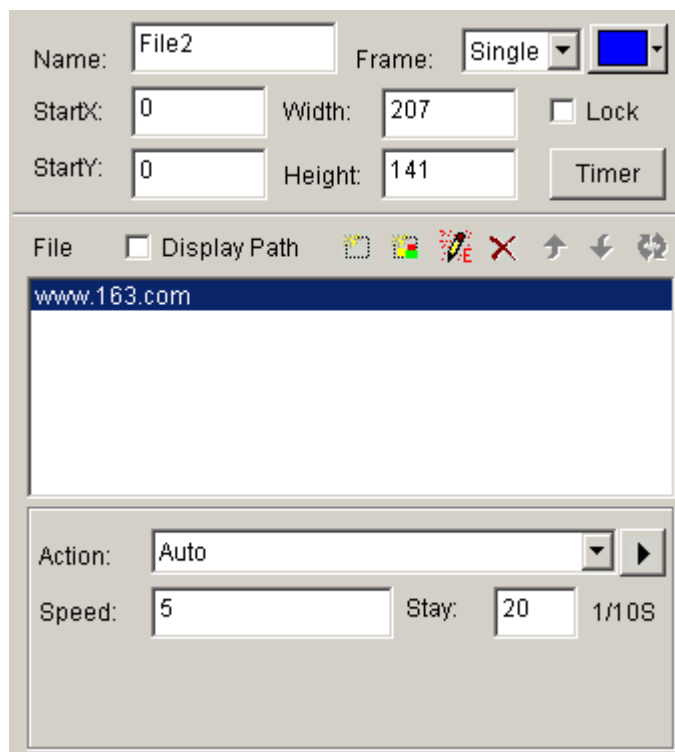 Name: File2 Frame: Single
StartX: 0 Width: 207 Lock
StartY: 0 Height: 141 Timer
File Display Path E
www.163.com
Action: Auto
Speed: 5 Stay: 20 1/10S